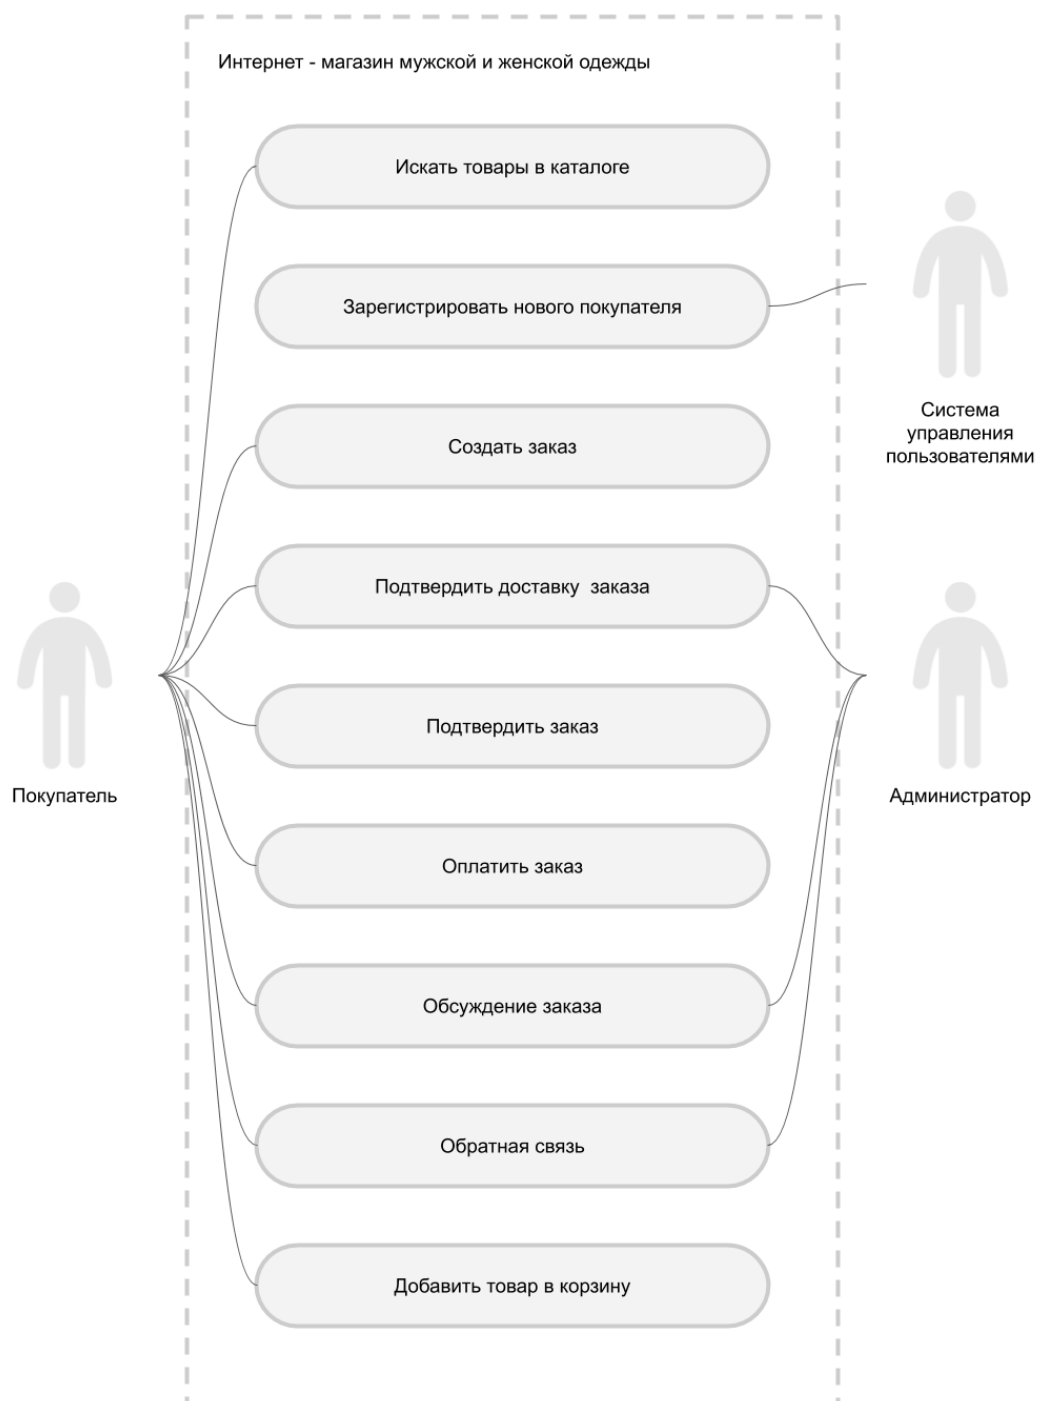 Интернет - магазин мужской и женской одежды
Искать товары в каталоге
Зарегистрировать нового покупателя
Система
управления
пользователями
Создать заказ
Подтвердить доставку  заказа
Подтвердить заказ
Покупатель
Администратор
Оплатить заказ
Обсуждение заказа
Обратная связь
Добавить товар в корзину